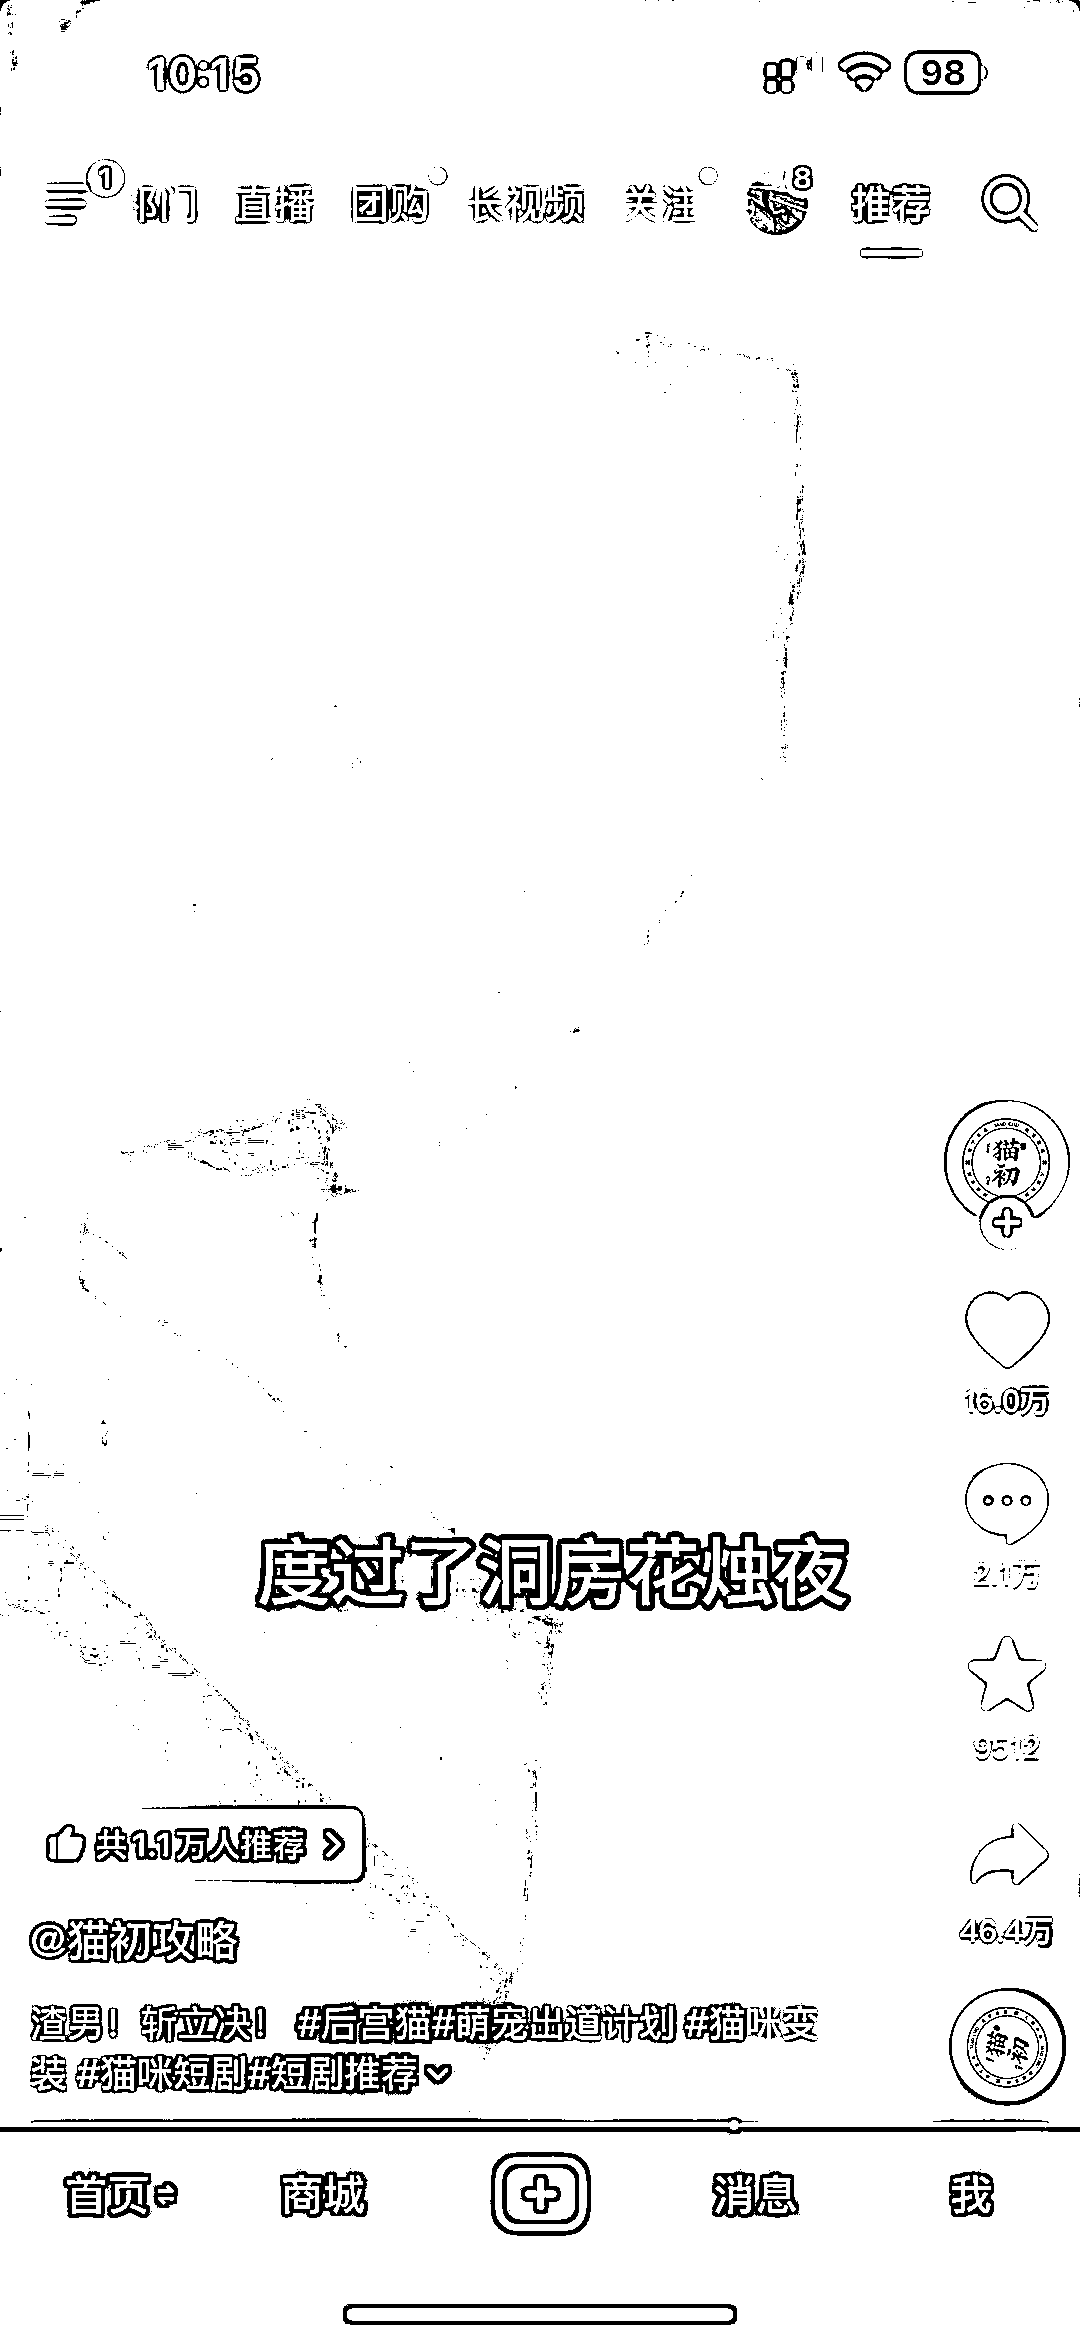 10:15
98
1
直播 团购 长视频 关注 8 推荐
猫初
16.0万
2.1万
度过了洞房花烛夜
9512
共1.1万人推荐
46.4万
@猫初攻略
渣男！斩立决！ #后宫猫#萌宠出道计划 #猫咪变
装 #猫咪短剧#短剧推荐
猫初
首页 商城 消息 我